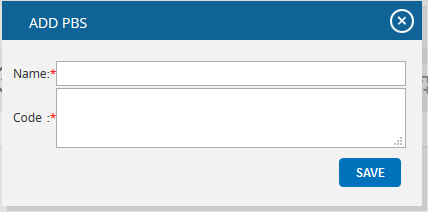 ADD PBS
Name:*
Code :*
SAVE